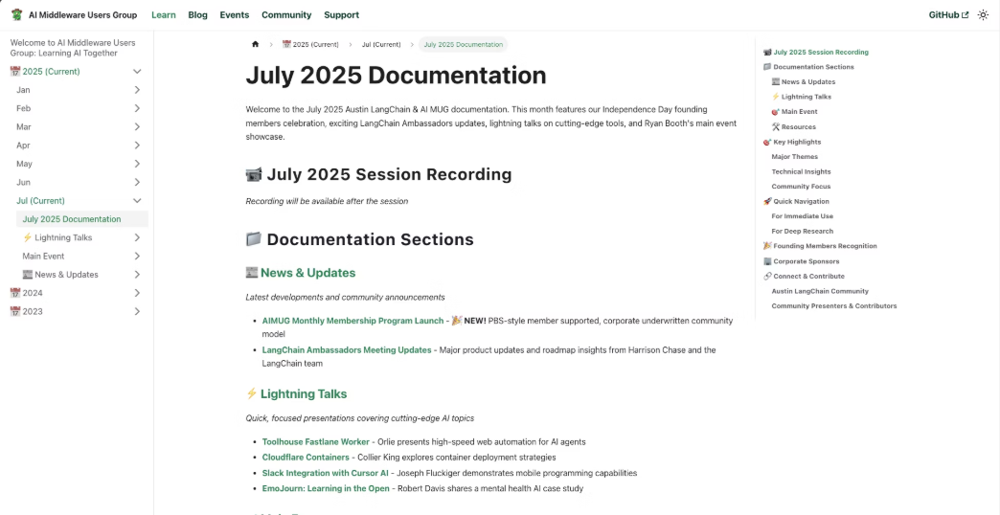 AI Middleware Users Group Learn Blog Events Community Support GitHub
Welcome to AI Middleware Users
Group: Learning AI Together
2025 (Current)
Jan
Feb
Mar
Apr
May
Jun
Jul (Current)
July 2025 Documentation
⚡ Lightning Talks
Main Event
📰 News & Updates
2024
2023
2025 (Current) Jul (Current) July 2025 Documentation
July 2025 Documentation
Welcome to the July 2025 Austin LangChain & AI MUG documentation. This month features our Independence Day founding
members celebration, exciting LangChain Ambassadors updates, lightning talks on cutting-edge tools, and Ryan Booth's main event
showcase.
July 2025 Session Recording
Recording will be available after the session
Documentation Sections
News & Updates
Latest developments and community announcements
• AIMUG Monthly Membership Program Launch - 🎉 NEW! PBS-style member supported, corporate underwritten community
model
• LangChain Ambassadors Meeting Updates - Major product updates and roadmap insights from Harrison Chase and the
LangChain team
⚡ Lightning Talks
Quick, focused presentations covering cutting-edge AI topics
• Toolhouse Fastlane Worker - Orlie presents high-speed web automation for AI agents
• Cloudflare Containers - Collier King explores container deployment strategies
• Slack Integration with Cursor AI - Joseph Fluckiger demonstrates mobile programming capabilities
• EmoJourn: Learning in the Open - Robert Davis shares a mental health AI case study
July 2025 Session Recording
Documentation Sections
News & Updates
⚡ Lightning Talks
Main Event
Resources
Key Highlights
Major Themes
Technical Insights
Community Focus
Quick Navigation
For Immediate Use
For Deep Research
Founding Members Recognition
Corporate Sponsors
Connect & Contribute
Austin LangChain Community
Community Presenters & Contributors